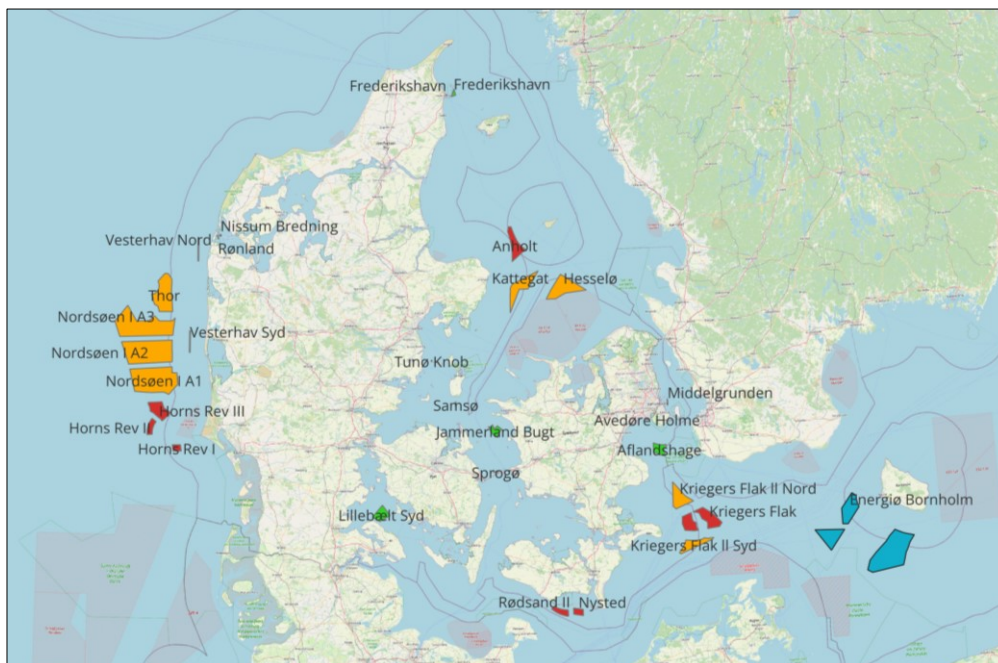 Frederikshavn
Frederikshavn
Nissum Bredning
Vesterhav Nord
Rønland
Anholt
Kattegat
Hesselø
Thor
Nordsøen I A3
Vesterhav Syd
Nordsøen I A2
Tunø Knob
Nordsøen I A1
Middelgrunden
Samsø
Horns Rev III
Avedøre Holme
Horns Rev II
Jammerland Bugt
Horns Rev I
Aflandshage
Sprogø
Kriegers Flak II Nord
Energiø Bornholm
Lillebælt Syd
Kriegers Flak
Kriegers Flak II Syd
Rødsand II
Nysted